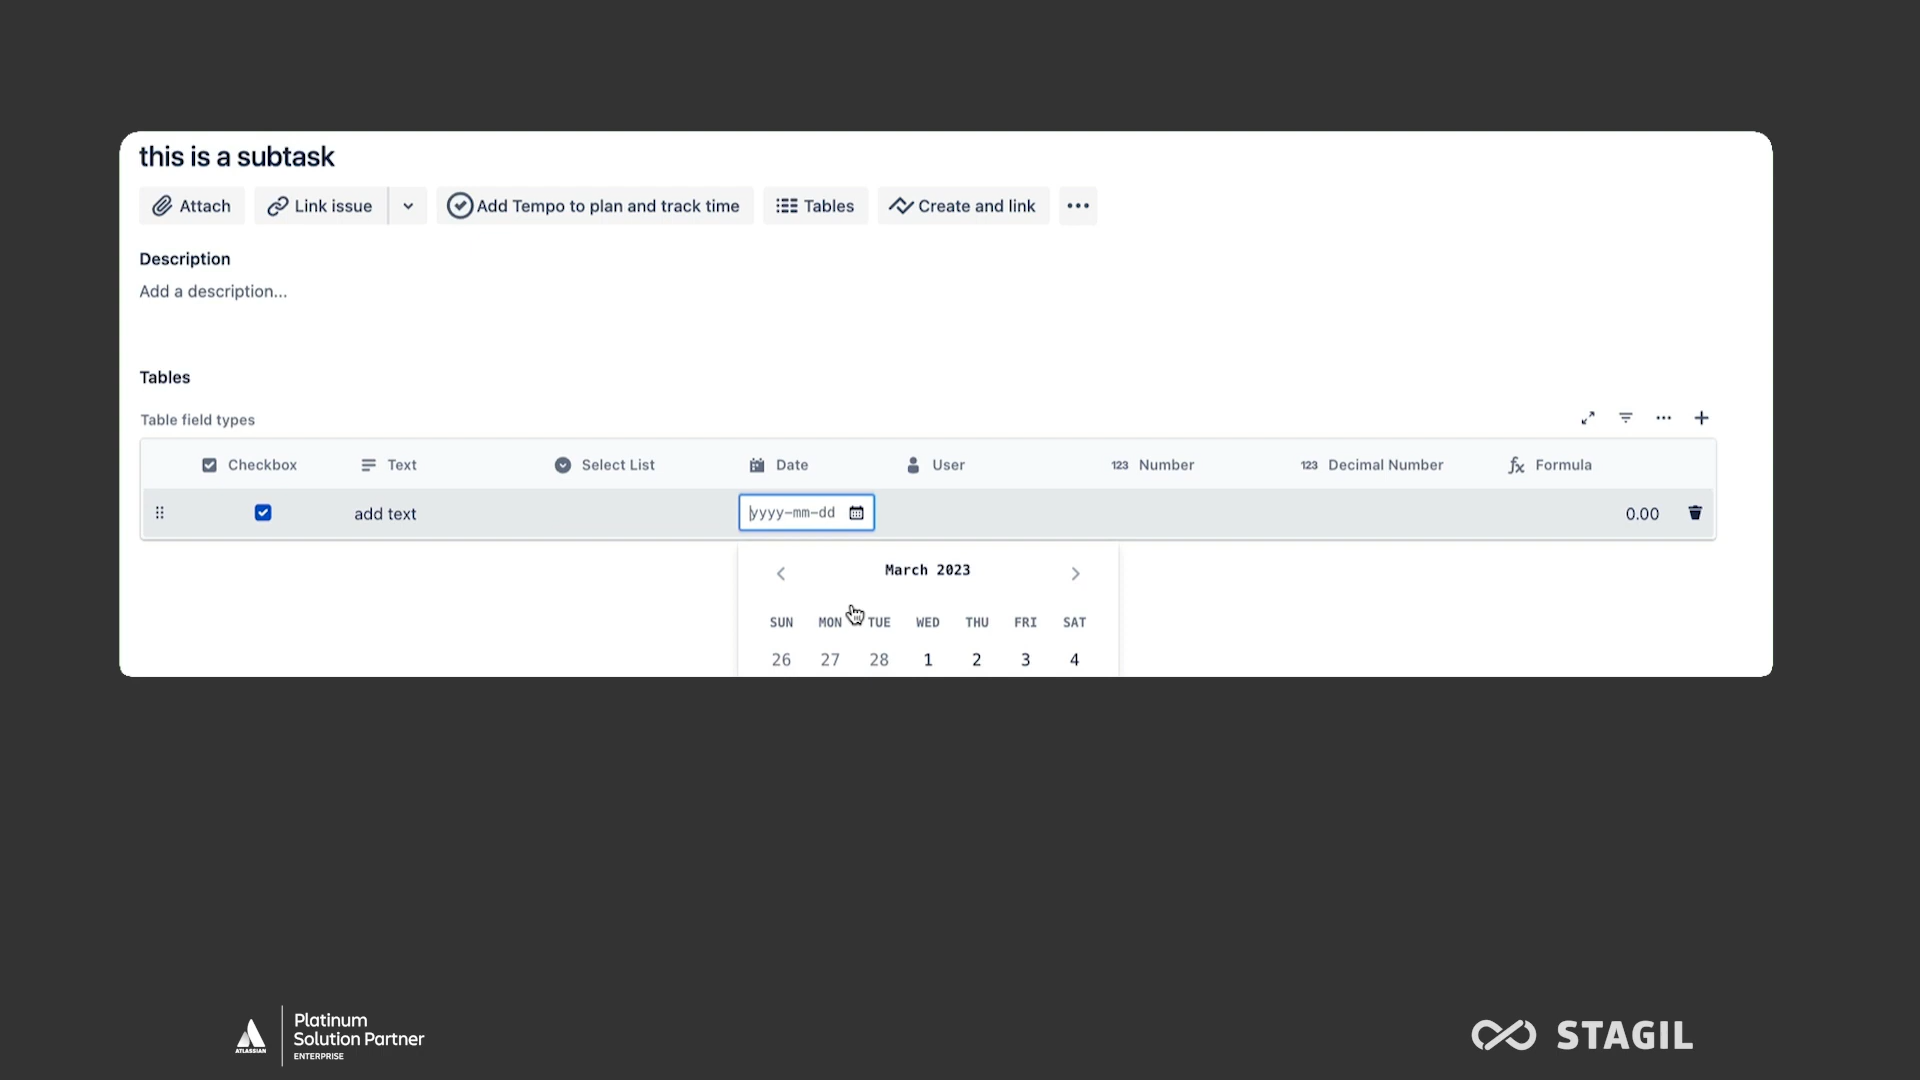 this is a subtask
Attach Link issue Add Tempo to plan and track time Tables Create and link
Description
Add a description...
Tables
Table field types
Checkbox Text Select List Date User 123 Number 123 Decimal Number fx Formula
add text yyyy-mm-dd 0.00
March 2023
SUN MON TUE WED THU FRI SAT
26 27 28 1 2 3 4
Platinum
Solution Partner
ENTERPRISE
ATLASSIAN
STAGIL